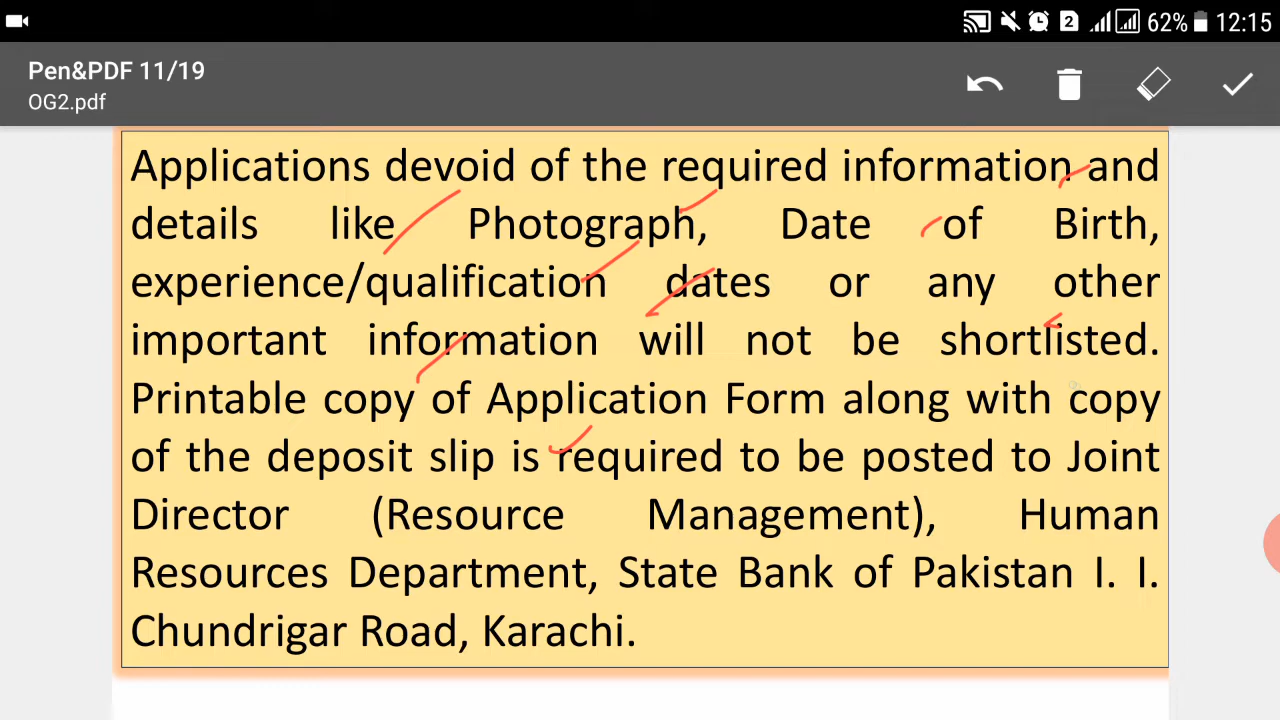 2 62% 12:15
Pen&PDF 11/19
OG2.pdf
Applications devoid of the required information and
details like Photograph, Date of Birth,
experience/qualification dates or any other
important information will not be shortlisted.
Printable copy of Application Form along with copy
of the deposit slip is required to be posted to Joint
Director (Resource Management), Human
Resources Department, State Bank of Pakistan I. I.
Chundrigar Road, Karachi.